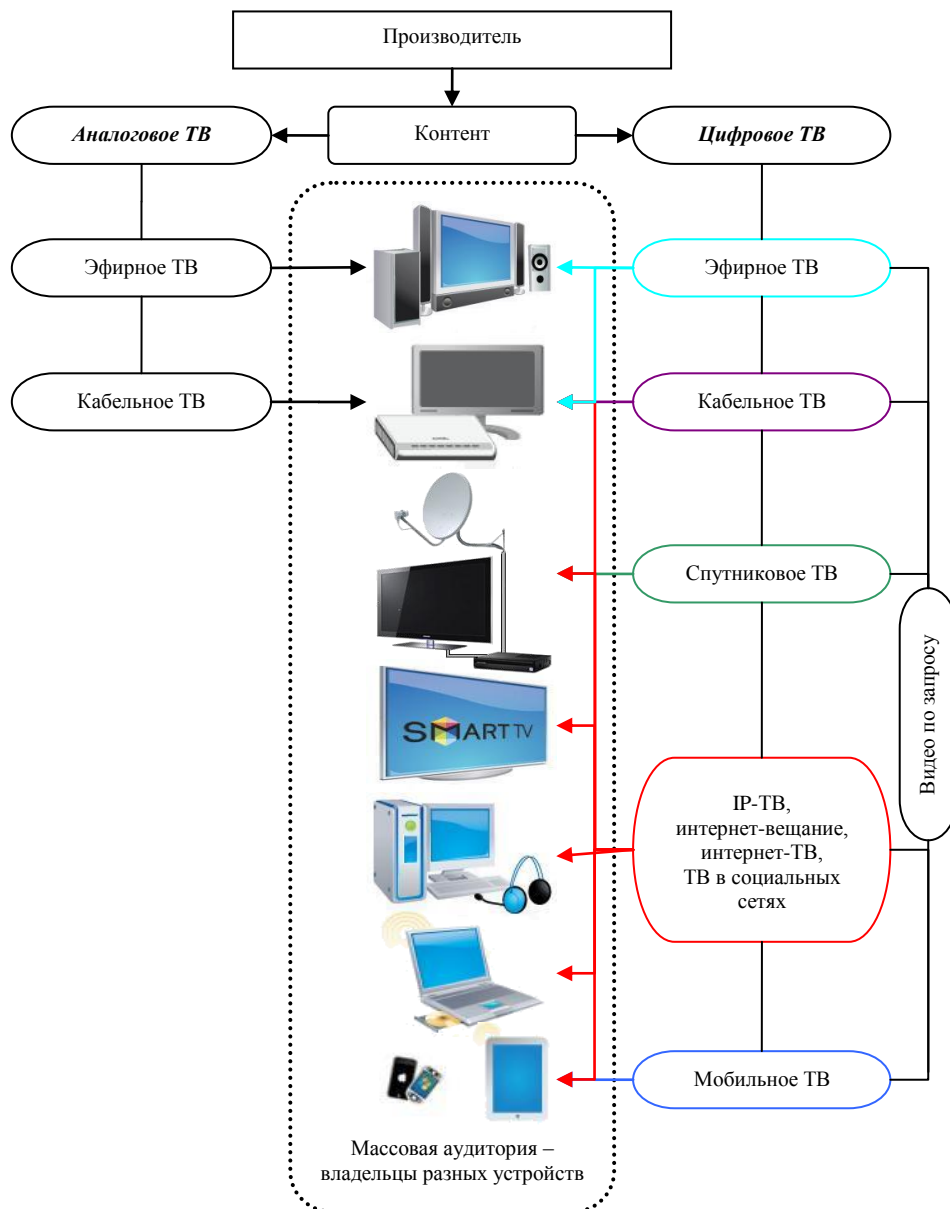 Производитель
Аналоговое ТВ
Контент
Цифровое ТВ
Эфирное ТВ
Эфирное ТВ
Кабельное ТВ
Кабельное ТВ
Спутниковое ТВ
Видео по запросу
SMART TV
IP-ТВ,
интернет-вещание,
интернет-ТВ,
ТВ в социальных
сетях
Мобильное ТВ
Массовая аудитория –
владельцы разных устройств